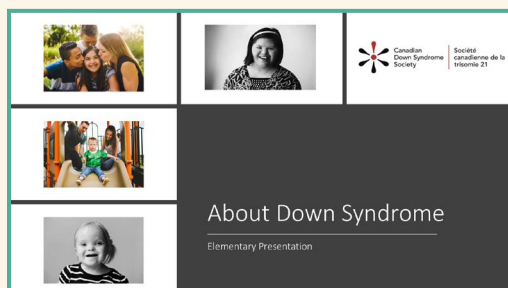 Canadian
Down Syndrome
Society
Société
canadienne de la
trisomie 21
About Down Syndrome
Elementary Presentation